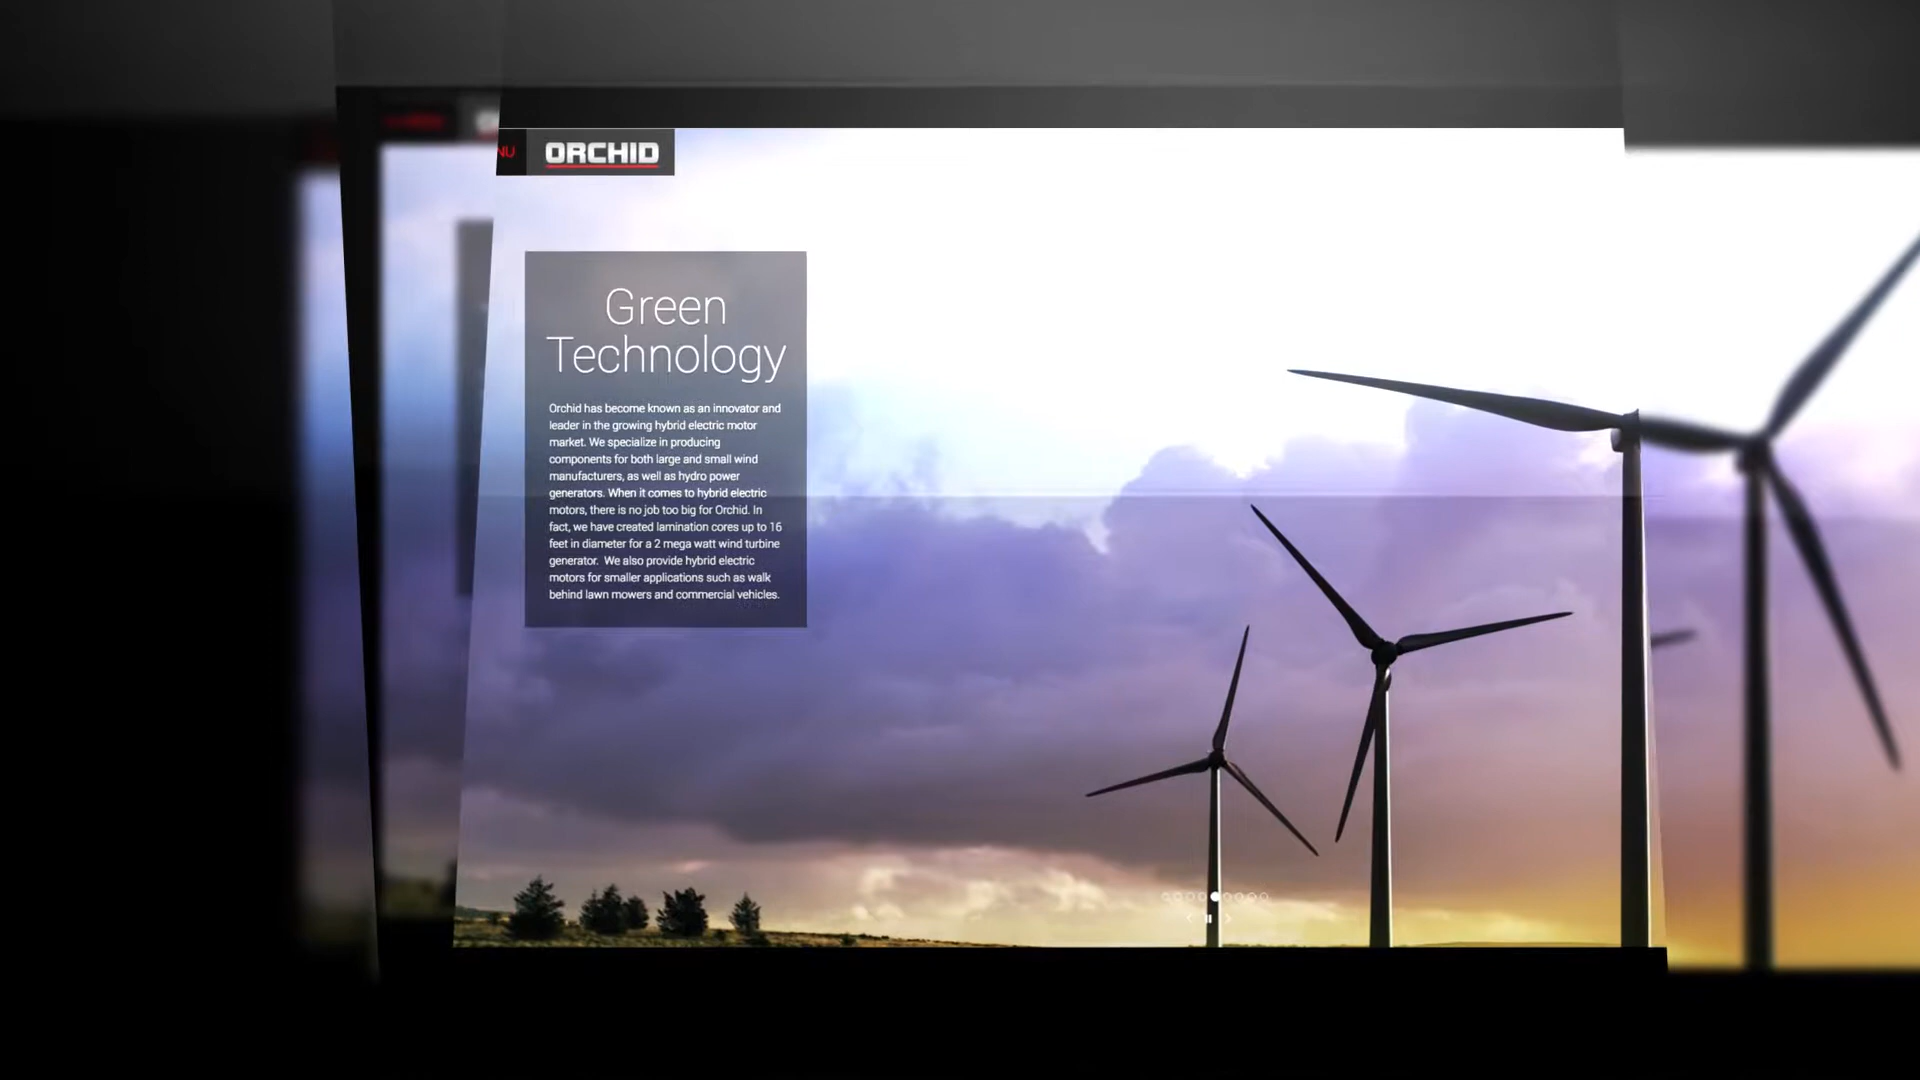 NU
ORCHID
Green
Technology
Orchid has become known as an innovator and
leader in the growing hybrid electric motor
market. We specialize in producing
components for both large and small wind
manufacturers, as well as hydro power
generators. When it comes to hybrid electric
motors, there is no job too big for Orchid. In
fact, we have created lamination cores up to 16
feet in diameter for a 2 mega watt wind turbine
generator. We also provide hybrid electric
motors for smaller applications such as walk
behind lawn mowers and commercial vehicles.